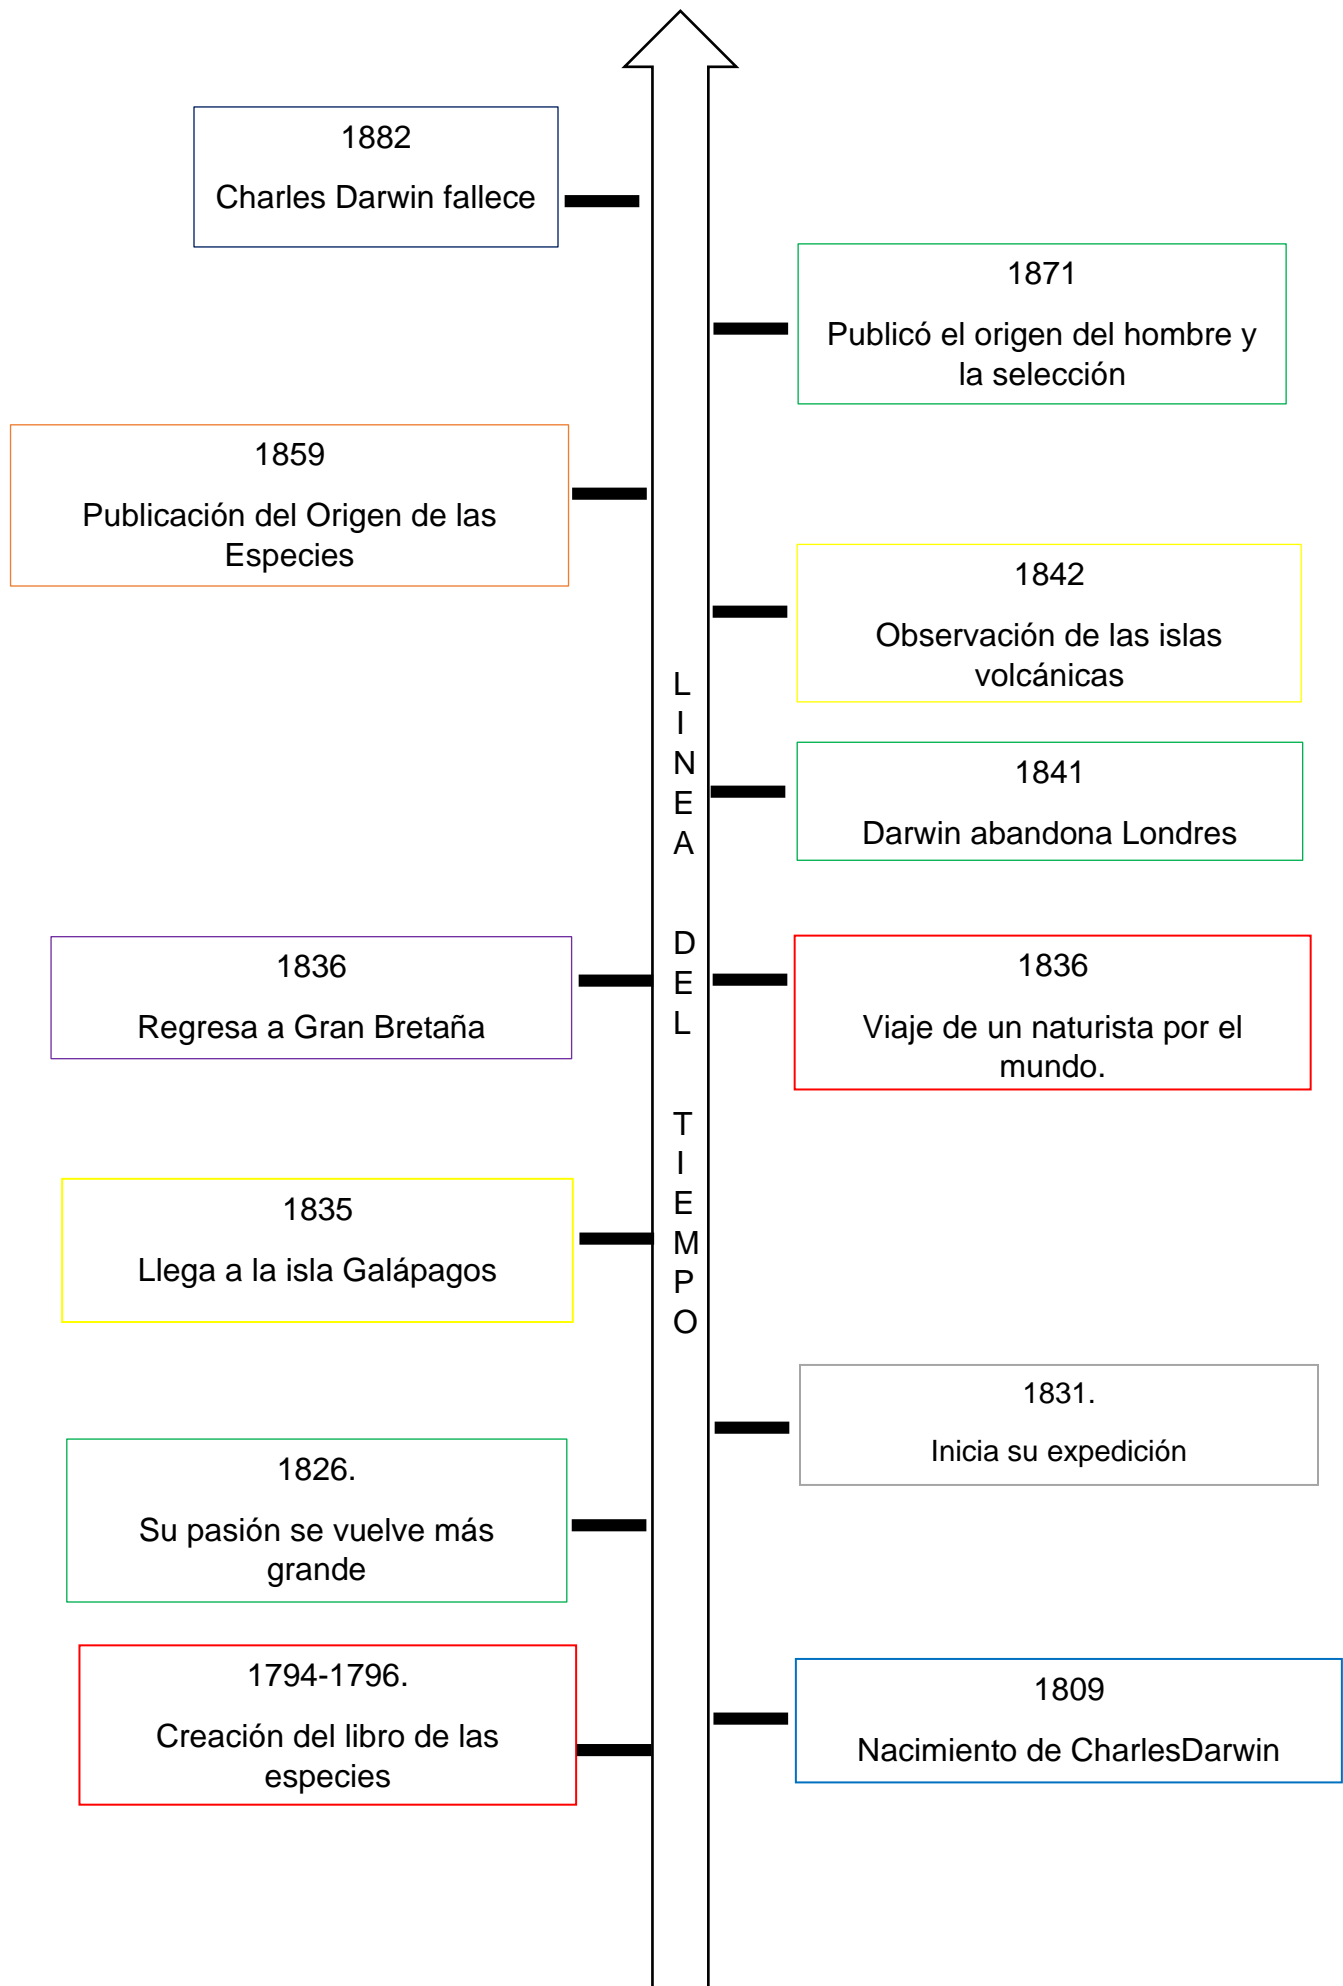 1882
Charles Darwin fallece
1871
Publicó el origen del hombre y
la selección
1859
Publicación del Origen de las
Especies
1842
Observación de las islas
volcánicas
1841
Darwin abandona Londres
L
I
N
E
A
D
E
L
T
I
E
M
P
O
1836
Regresa a Gran Bretaña
1836
Viaje de un naturista por el
mundo.
1835
Llega a la isla Galápagos
1831.
Inicia su expedición
1826.
Su pasión se vuelve más
grande
1794-1796.
Creación del libro de las
especies
1809
Nacimiento de CharlesDarwin